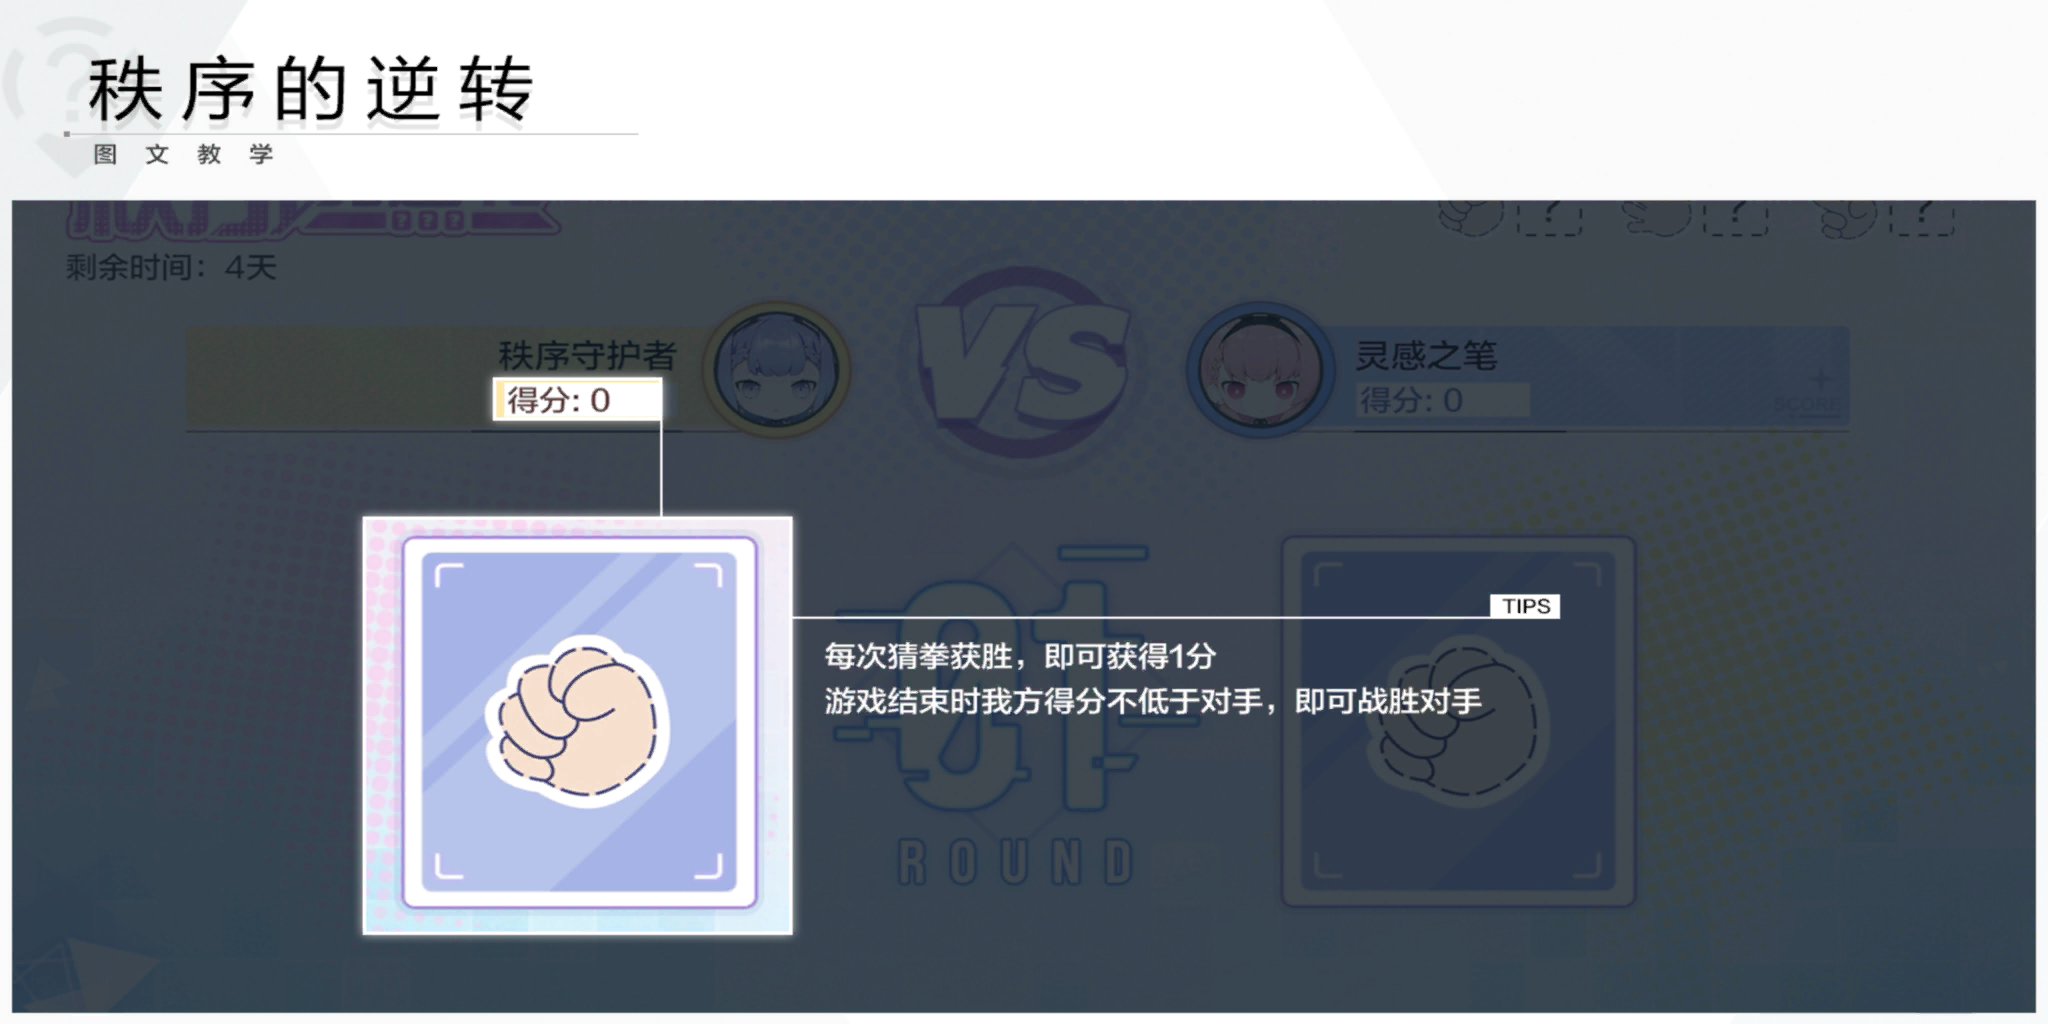 秩序的逆转
图文教学
剩余时间：4天
秩序守护者
得分: 0
VS
灵感之笔
得分: 0
SCORE
TIPS
每次猜拳获胜，即可获得1分
游戏结束时我方得分不低于对手，即可战胜对手
01
ROUND